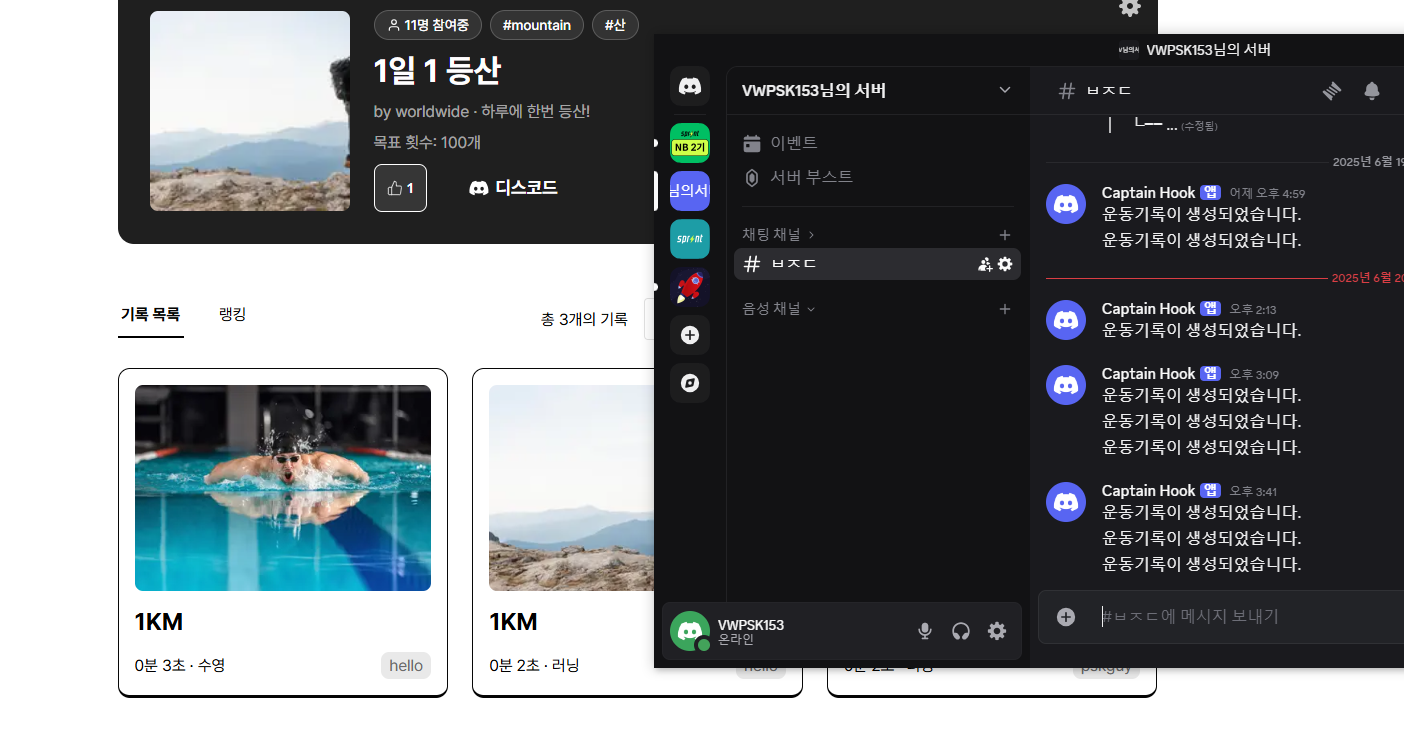 11명 참여중
#mountain
#산
1일 1 등산
by worldwide · 하루에 한번 등산!
목표 횟수: 100개
1
디스코드
기록 목록
랭킹
총 3개의 기록
1KM
0분 3초 · 수영
hello
1KM
0분 2초 · 러닝
hello
VWPSK153님의 서버
sprint
NB 2기
님의서
sprint
VWPSK153님의 서버
이벤트
서버 부스트
채팅 채널
# ㅂㅈㄷ
음성 채널
VWPSK153
온라인
# ㅂㅈㄷ
... (수정됨)
2025년 6월 19
Captain Hook 앱 어제 오후 4:59
운동기록이 생성되었습니다.
운동기록이 생성되었습니다.
2025년 6월 20
Captain Hook 앱 오후 2:13
운동기록이 생성되었습니다.
Captain Hook 앱 오후 3:09
운동기록이 생성되었습니다.
운동기록이 생성되었습니다.
운동기록이 생성되었습니다.
Captain Hook 앱 오후 3:41
운동기록이 생성되었습니다.
운동기록이 생성되었습니다.
운동기록이 생성되었습니다.
#ㅂㅈㄷ에 메시지 보내기